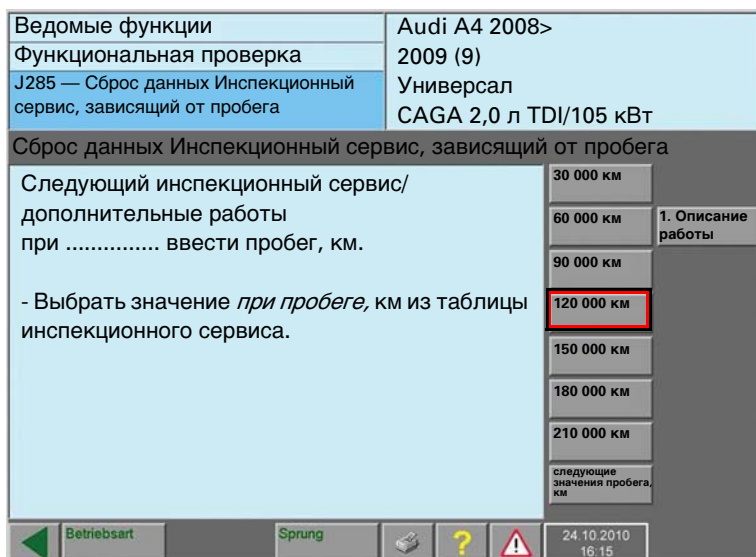 Ведомые функции
Функциональная проверка
J285 — Сброс данных Инспекционный
сервис, зависящий от пробега
Audi A4 2008>
2009 (9)
Универсал
CAGA 2,0 л TDI/105 кВт
Сброс данных Инспекционный сервис, зависящий от пробега
Следующий инспекционный сервис/
дополнительные работы
при ............... ввести пробег, км.
- Выбрать значение при пробеге, км из таблицы
инспекционного сервиса.
30 000 км
60 000 км
90 000 км
120 000 км
150 000 км
180 000 км
210 000 км
следующие
значения пробега,
км
1. Описание
работы
Betriebsart
Sprung
?
24.10.2010
16:15